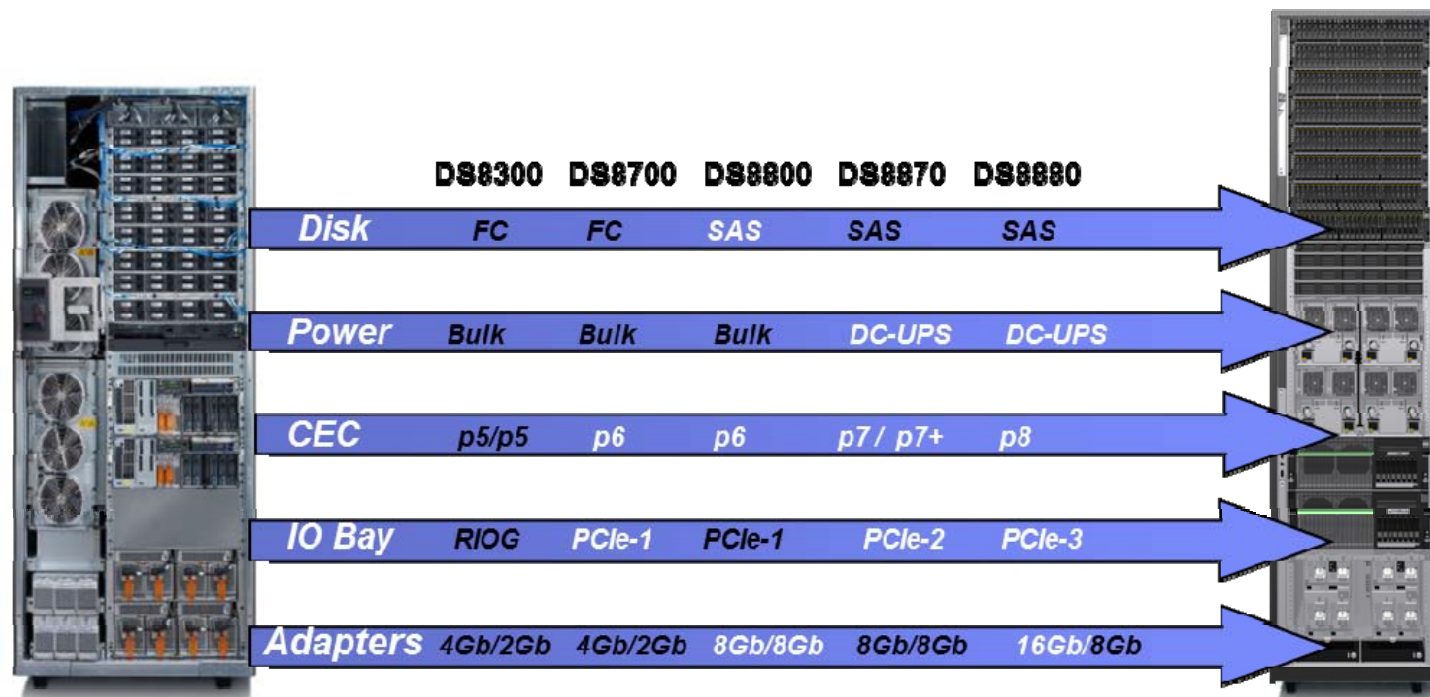 DS8300 DS8700 DS8800 DS8870 DS8880
Disk FC FC SAS SAS SAS
Power Bulk Bulk Bulk DC-UPS DC-UPS
CEC p5/p5 p6 p6 p7 / p7+ p8
IO Bay RIOG PCIe-1 PCIe-1 PCIe-2 PCIe-3
Adapters 4Gb/2Gb 4Gb/2Gb 8Gb/8Gb 8Gb/8Gb 16Gb/8Gb